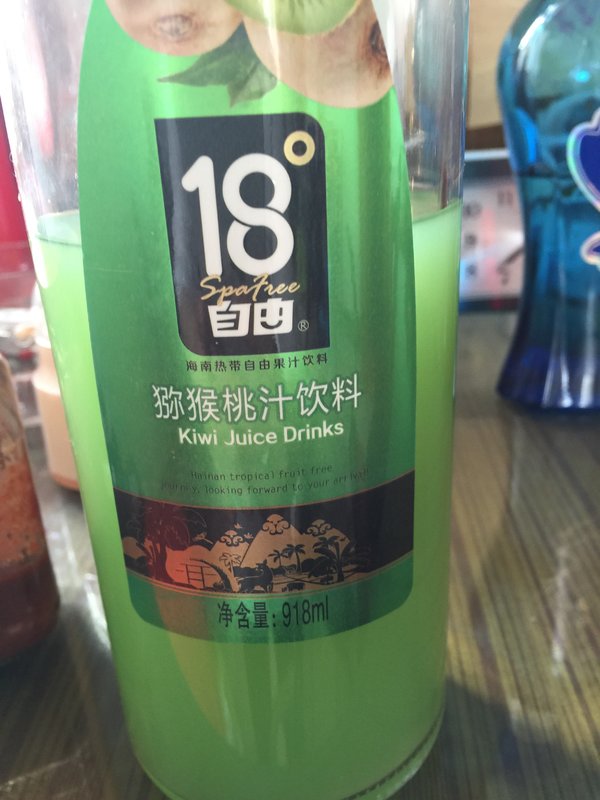 18°
SpaFree
自由®
海南热带自由果汁饮料
猕猴桃汁饮料
Kiwi Juice Drinks
Hainan tropical fruit free
journey, looking forward to your arrival!
净含量:918ml